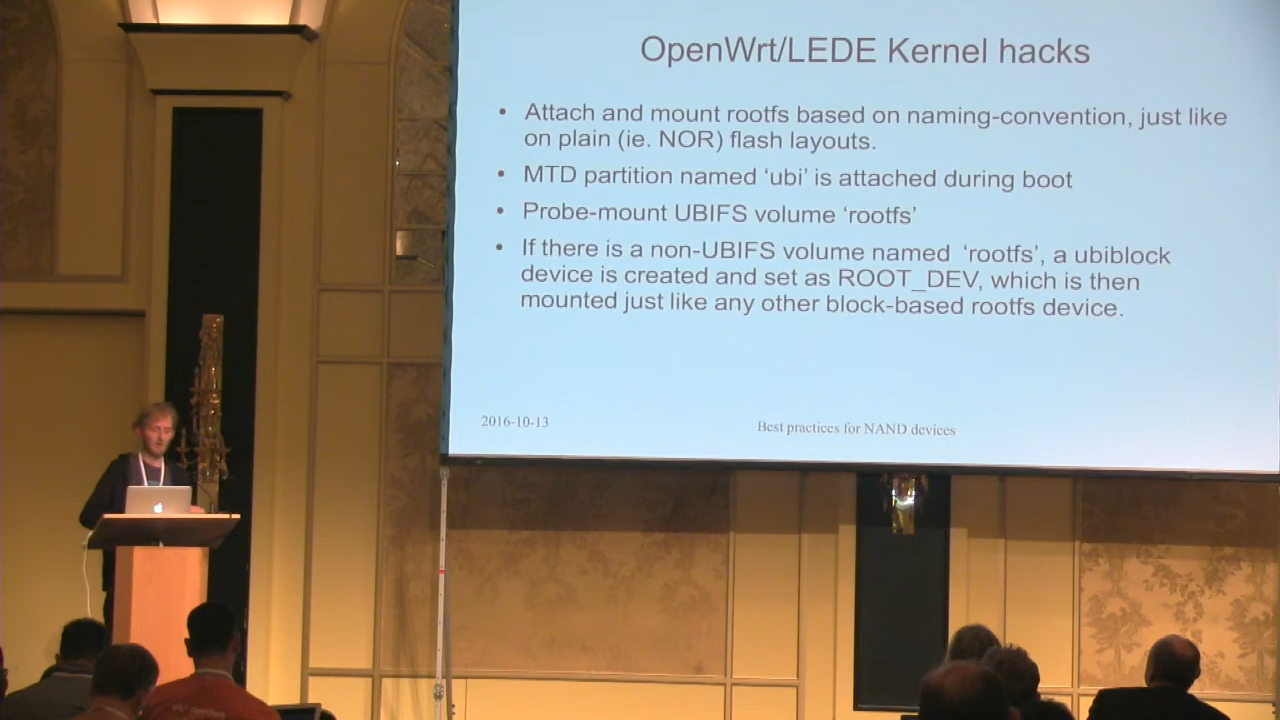 OpenWrt/LEDE Kernel hacks
• Attach and mount rootfs based on naming-convention, just like
on plain (ie. NOR) flash layouts.
• MTD partition named ‘ubi’ is attached during boot
• Probe-mount UBIFS volume ‘rootfs’
• If there is a non-UBIFS volume named ‘rootfs’, a ubiblock
device is created and set as ROOT_DEV, which is then
mounted just like any other block-based rootfs device.
2016-10-13
Best practices for NAND devices